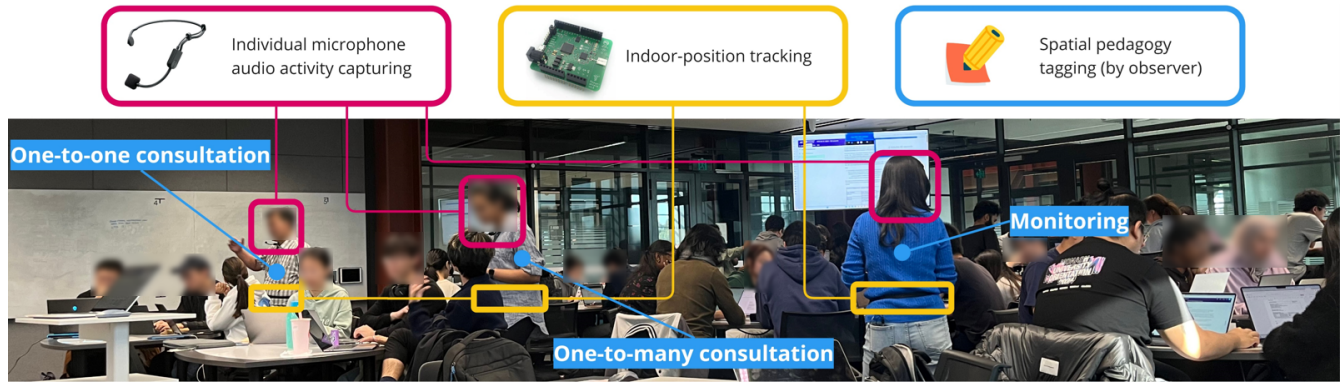 Individual microphone
audio activity capturing
Indoor-position tracking
Spatial pedagogy
tagging (by observer)
One-to-one consultation
Monitoring
One-to-many consultation